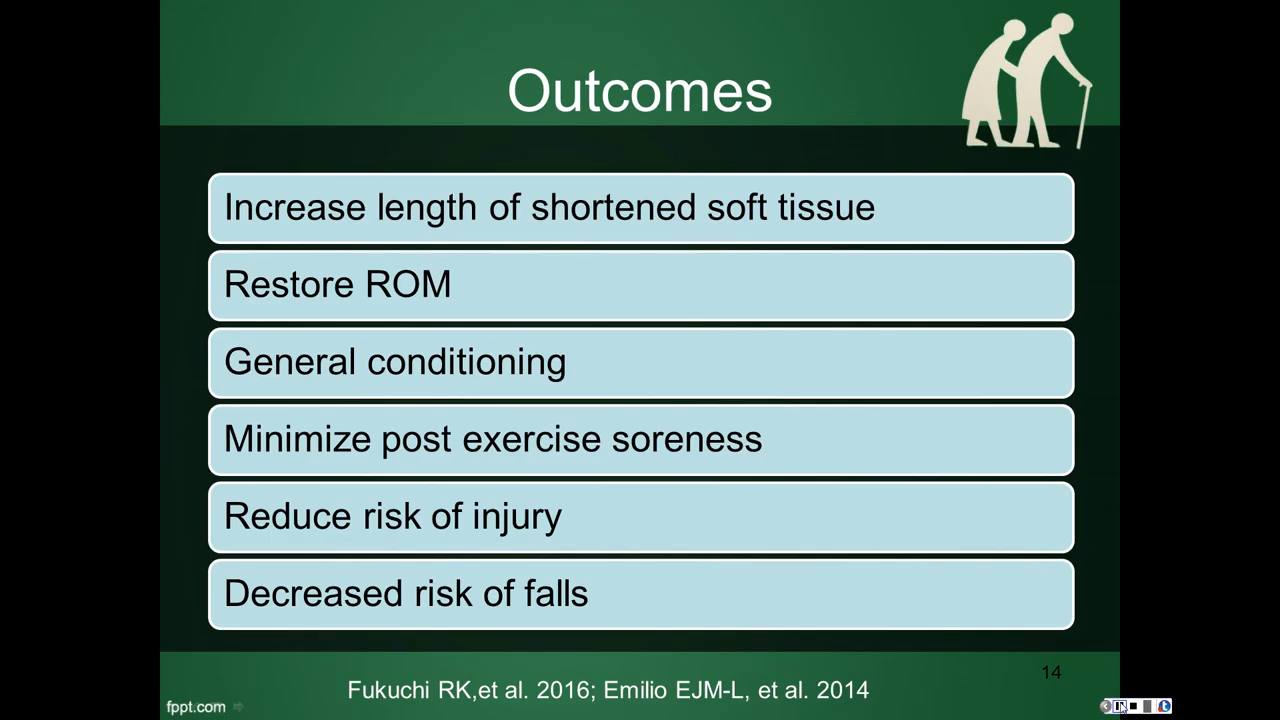 Outcomes
Increase length of shortened soft tissue
Restore ROM
General conditioning
Minimize post exercise soreness
Reduce risk of injury
Decreased risk of falls
14
Fukuchi RK,et al. 2016; Emilio EJM-L, et al. 2014
fppt.com